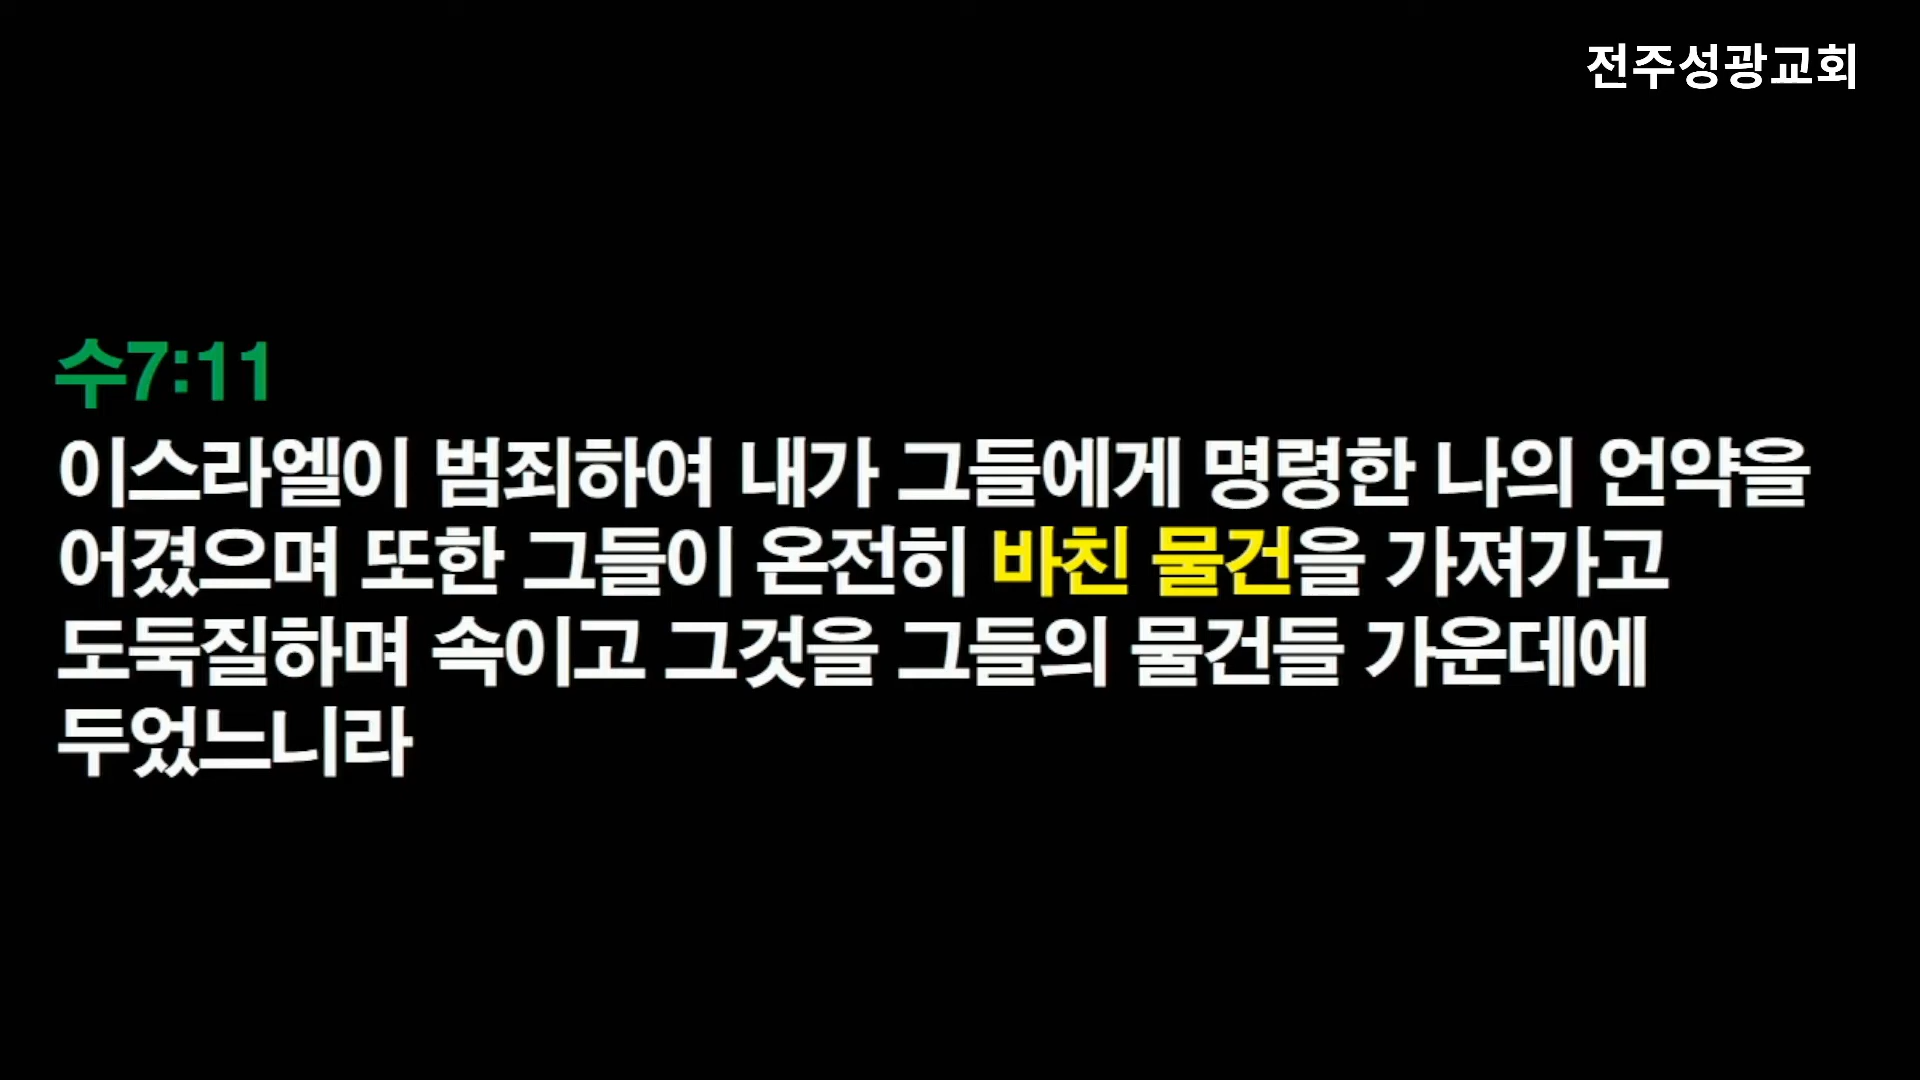 전주성광교회
수7:11
이스라엘이 범죄하여 내가 그들에게 명령한 나의 언약을
어겼으며 또한 그들이 온전히 바친 물건을 가져가고
도둑질하며 속이고 그것을 그들의 물건들 가운데에
두었느니라